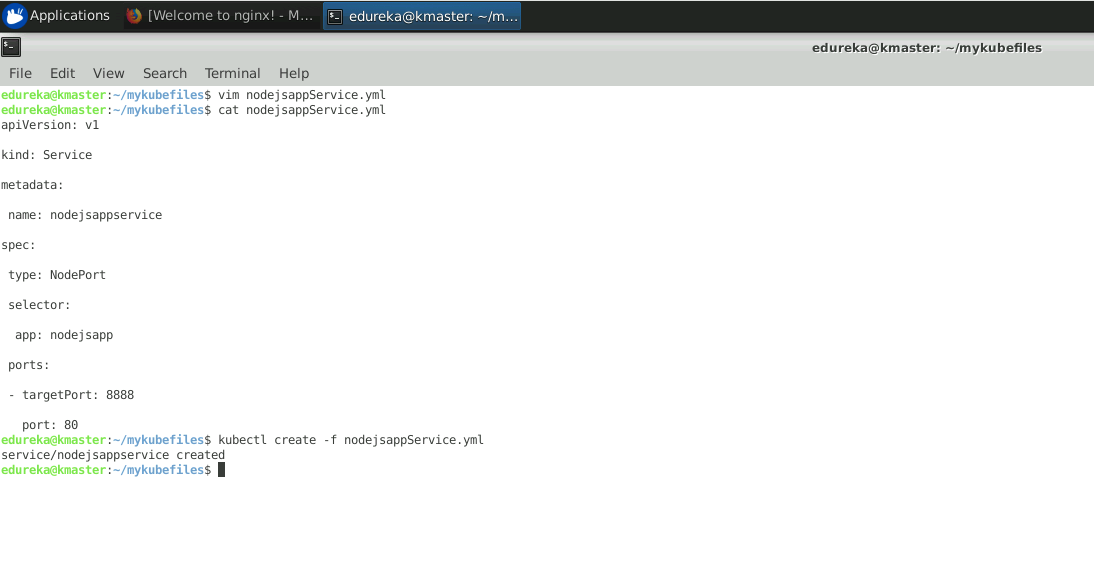 Applications [Welcome to nginx! - M... edureka@kmaster: ~/m...
edureka@kmaster: ~/mykubefiles
File Edit View Search Terminal Help
edureka@kmaster:~/mykubefiles$ vim nodejsappService.yml
edureka@kmaster:~/mykubefiles$ cat nodejsappService.yml
apiVersion: v1
kind: Service
metadata:
 name: nodejsappservice
spec:
 type: NodePort
 selector:
  app: nodejsapp
 ports:
 - targetPort: 8888
   port: 80
edureka@kmaster:~/mykubefiles$ kubectl create -f nodejsappService.yml
service/nodejsappservice created
edureka@kmaster:~/mykubefiles$